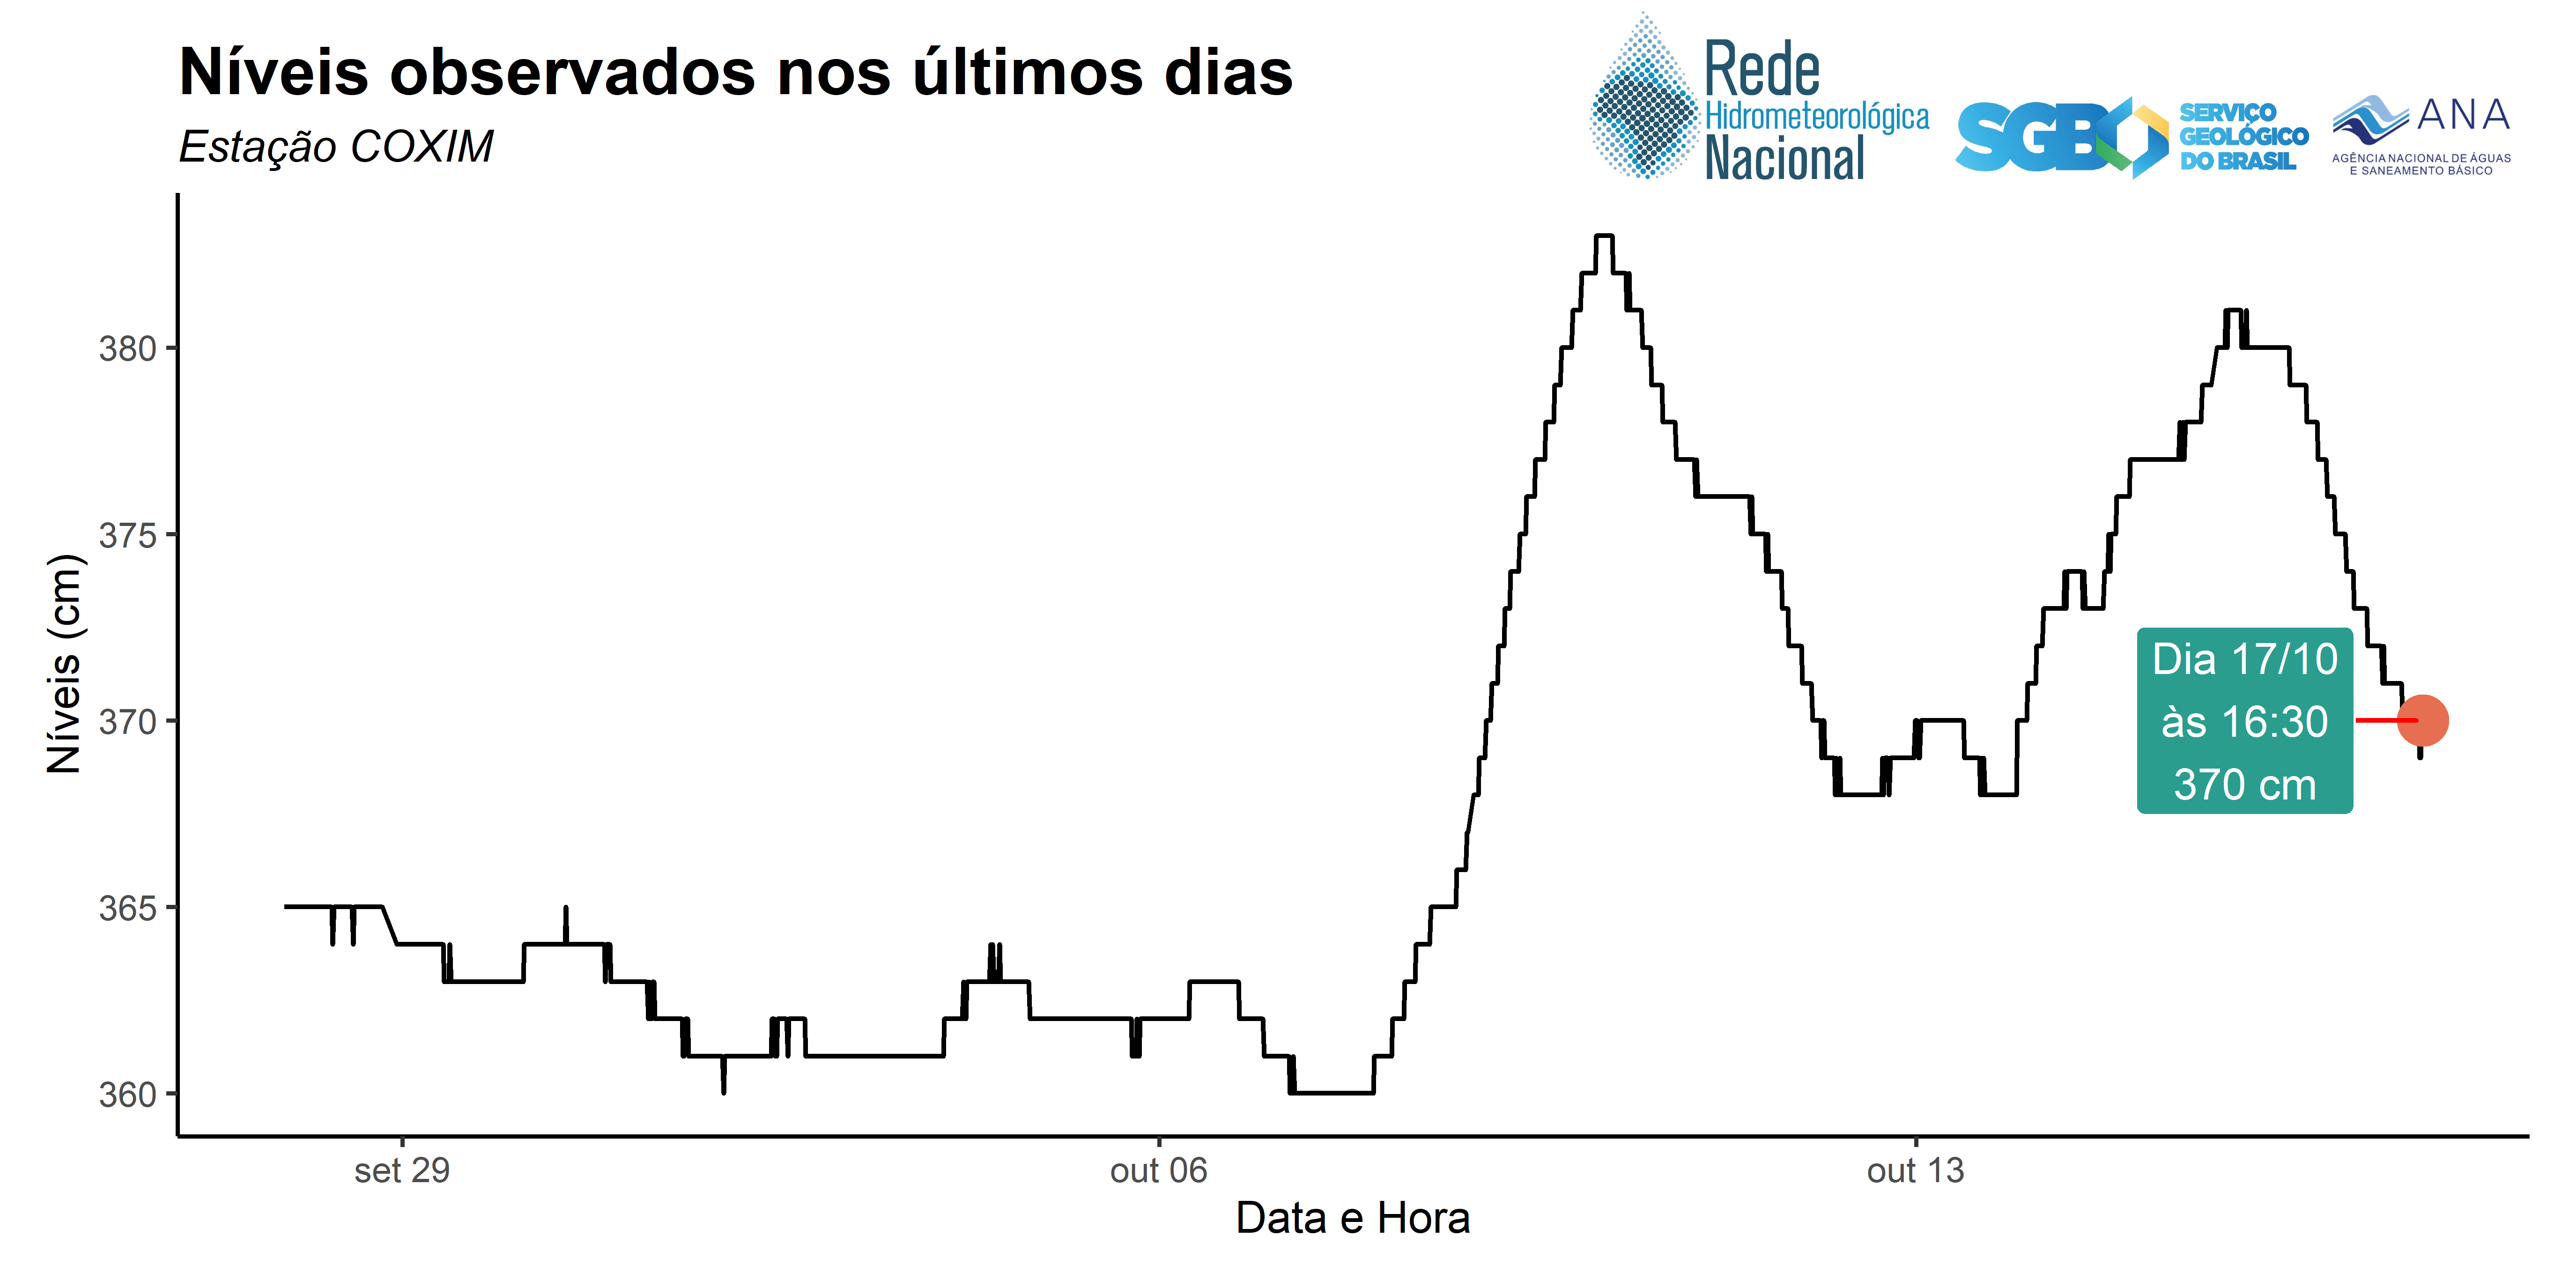 Níveis observados nos últimos dias
Estação COXIM
Rede
Hidrometeorológica
Nacional
SGB
SERVIÇO
GEOLÓGICO
DO BRASIL
ANA
AGÊNCIA NACIONAL DE ÁGUAS
E SANEAMENTO BÁSICO
Níveis (cm)
380
375
370
365
360
Dia 17/10
às 16:30
370 cm
set 29
out 06
out 13
Data e Hora